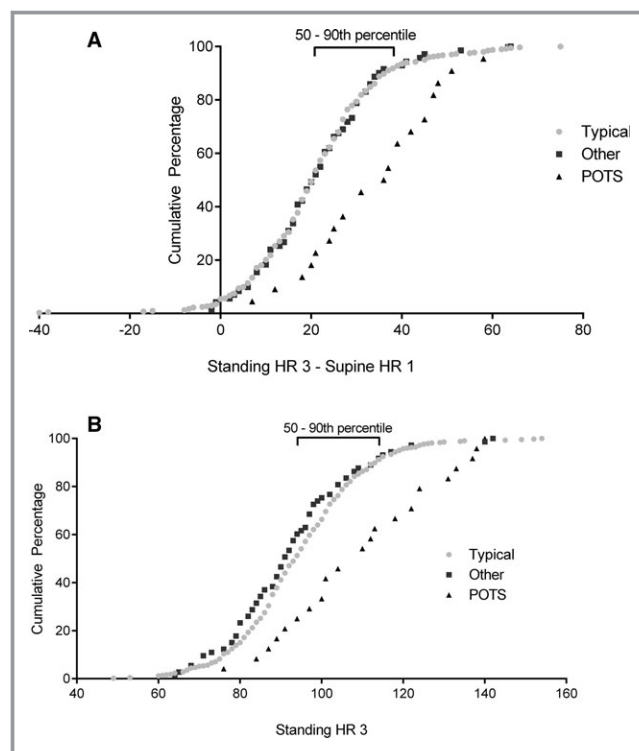 A
50 - 90th percentile
Cumulative Percentage
100
80
60
40
20
-40 -20 0 20 40 60 80
Typical
Other
POTS
Standing HR 3 - Supine HR 1
B
50 - 90th percentile
Cumulative Percentage
100
80
60
40
20
0
40 60 80 100 120 140 160
Typical
Other
POTS
Standing HR 3